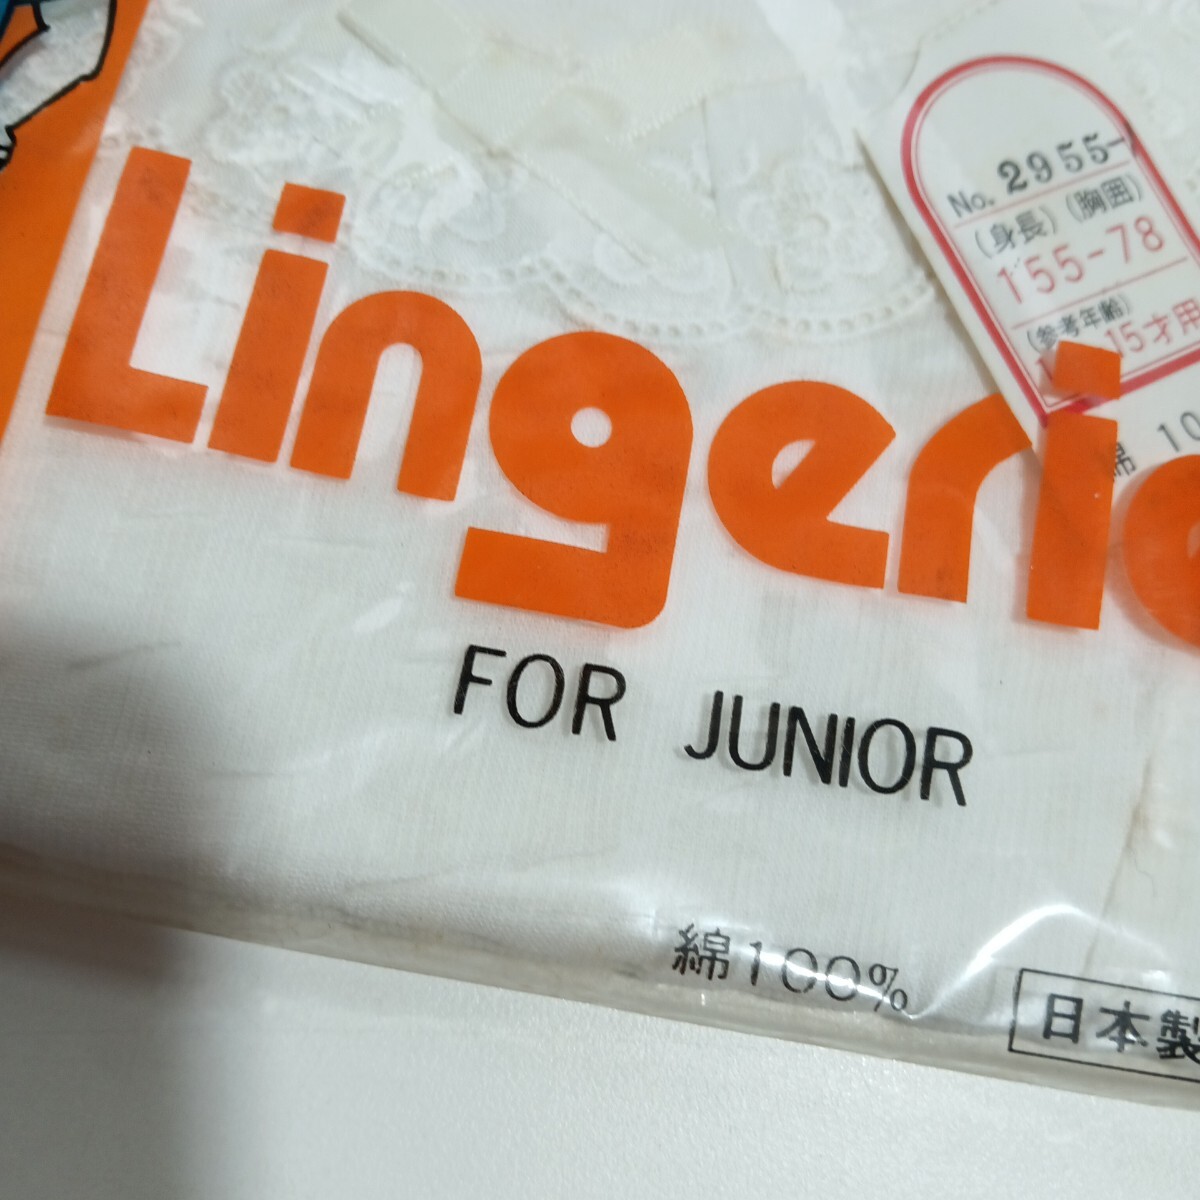 No. 2955-
(身長) (胸囲)
155-78
(参考年齢)
15才用
綿 10
Lingerie
FOR JUNIOR
綿100%
日本製